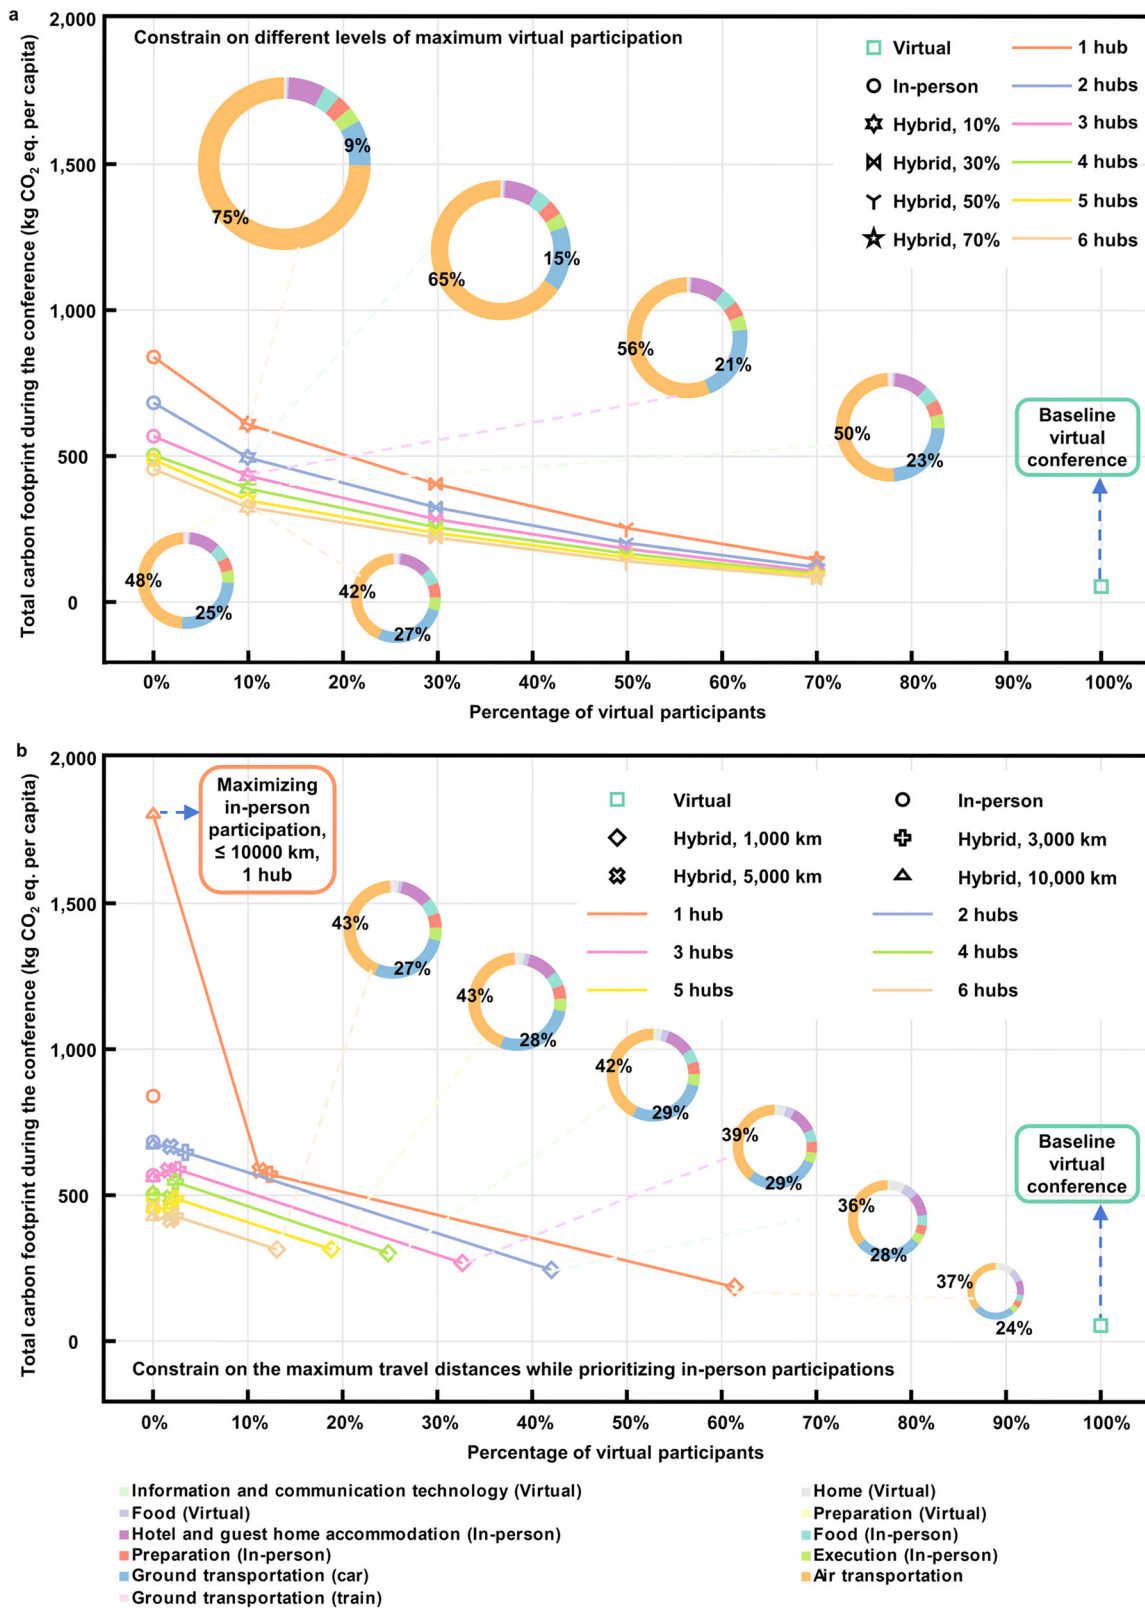 a
2,000
Constrain on different levels of maximum virtual participation
Virtual
1 hub
In-person
2 hubs
Hybrid, 10%
3 hubs
Hybrid, 30%
4 hubs
Hybrid, 50%
5 hubs
Hybrid, 70%
6 hubs
Total carbon footprint during the conference (kg CO2 eq. per capita)
1,500
1,000
500
0
9%
75%
15%
65%
56%
21%
50%
23%
48%
25%
42%
27%
Baseline
virtual
conference
0% 10% 20% 30% 40% 50% 60% 70% 80% 90% 100%
Percentage of virtual participants
b
2,000
Maximizing
in-person
participation,
≤ 10000 km,
1 hub
Virtual
In-person
Hybrid, 1,000 km
Hybrid, 3,000 km
Hybrid, 5,000 km
Hybrid, 10,000 km
1 hub
2 hubs
3 hubs
4 hubs
5 hubs
6 hubs
Total carbon footprint during the conference (kg CO2 eq. per capita)
1,500
1,000
500
0
43%
27%
43%
28%
42%
29%
39%
29%
36%
28%
37%
24%
Baseline
virtual
conference
Constrain on the maximum travel distances while prioritizing in-person participations
0% 10% 20% 30% 40% 50% 60% 70% 80% 90% 100%
Percentage of virtual participants
Information and communication technology (Virtual)
Home (Virtual)
Food (Virtual)
Preparation (Virtual)
Hotel and guest home accommodation (In-person)
Food (In-person)
Preparation (In-person)
Execution (In-person)
Ground transportation (car)
Air transportation
Ground transportation (train)